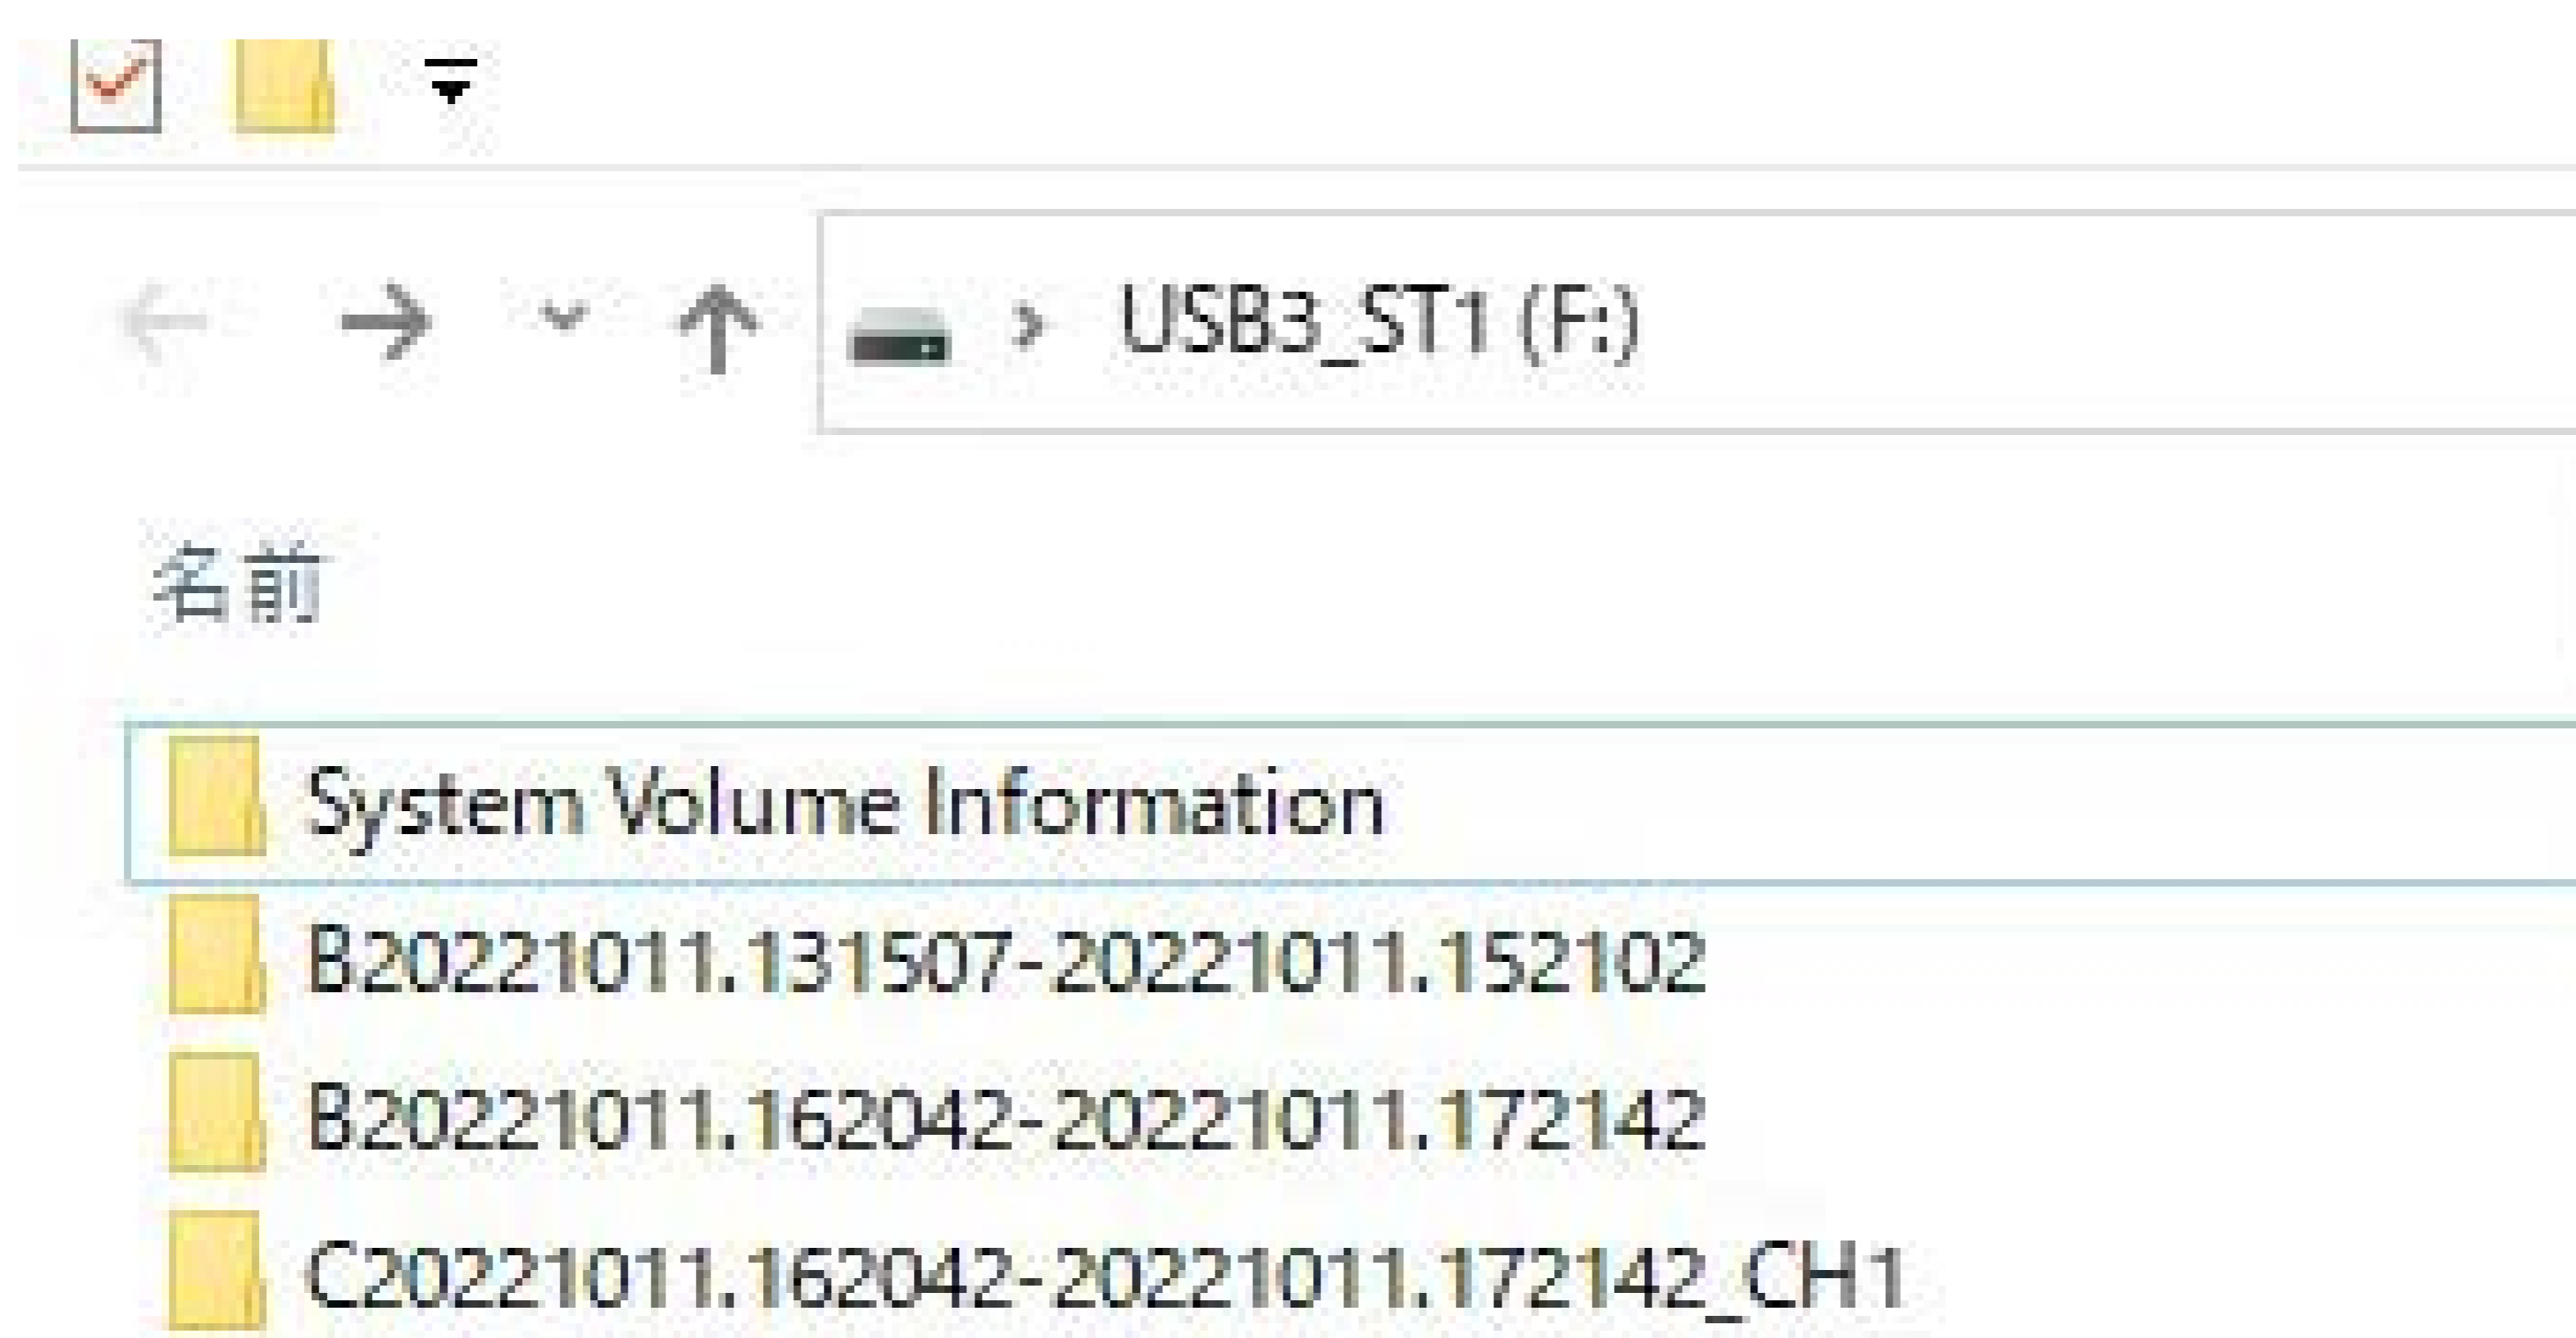 USB3_ST1 (F:)
名前
System Volume Information
B20221011.131507-20221011.152102
B20221011.162042-20221011.172142
C20221011.162042-20221011.172142_CH1